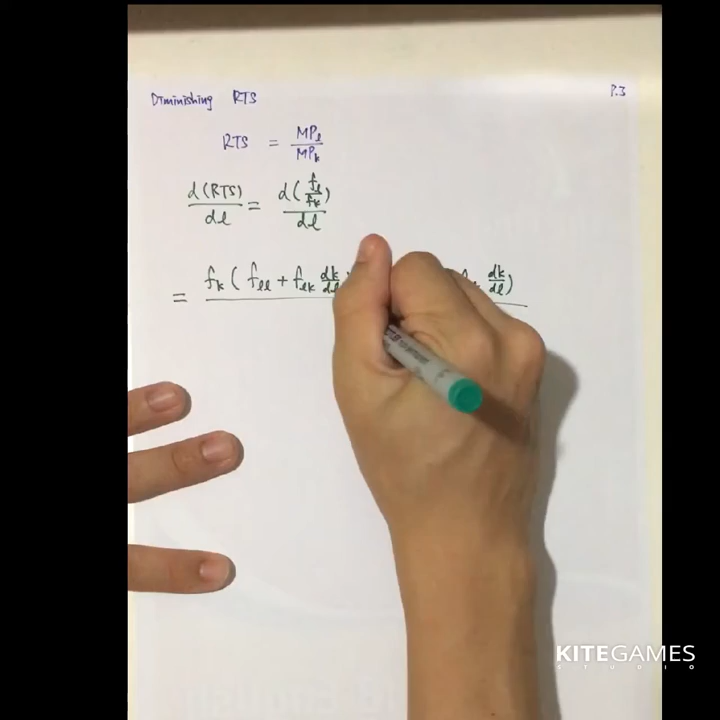 Diminishing RTS P.3
RTS = MPl / MPk
d(RTS) / dl = d(fl / fk) / dl
= fk ( fll + flk dk/dl dk/dl )
KITEGAMES
STUDIO